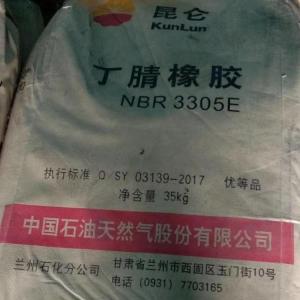 昆仑
KunLun
丁腈橡胶
NBR 3305E
执行标准 Q SY 03139-2017 优等品
净含量 35kg
中国石油天然气股份有限公司
兰州石化分公司 甘肃省兰州市西固区玉门街10号
电话 (0931) 7703165